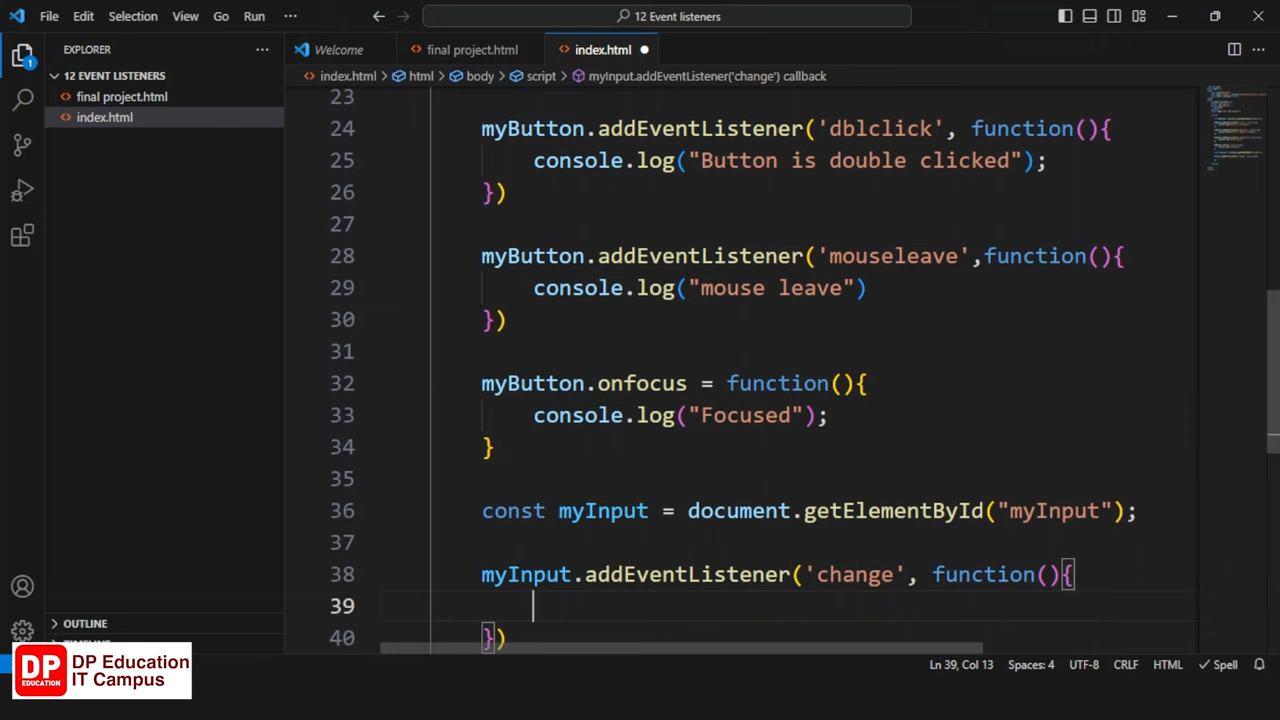 File Edit Selection View Go Run ··· 12 Event listeners
EXPLORER ···
Welcome final project.html index.html
12 EVENT LISTENERS
index.html > html > body > script > myInput.addEventListener('change') callback
final project.html
index.html
1
23
24 myButton.addEventListener('dblclick', function(){
25 console.log("Button is double clicked");
26 })
27
28 myButton.addEventListener('mouseleave',function(){
29 console.log("mouse leave")
30 })
31
32 myButton.onfocus = function(){
33 console.log("Focused");
34 }
35
36 const myInput = document.getElementById("myInput");
37
38 myInput.addEventListener('change', function(){
39
40 })
OUTLINE
DP EDUCATION
DP Education
IT Campus
Ln 39, Col 13 Spaces: 4 UTF-8 CRLF HTML Spell